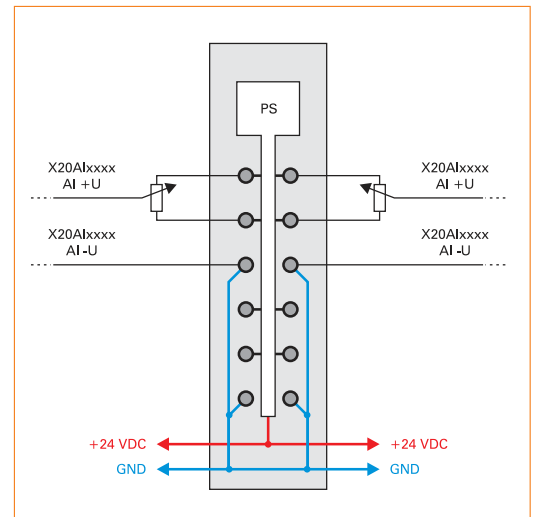 PS
X20AIxxxx
AI +U
X20AIxxxx
AI +U
X20AIxxxx
AI -U
X20AIxxxx
AI -U
+24 VDC
+24 VDC
GND
GND